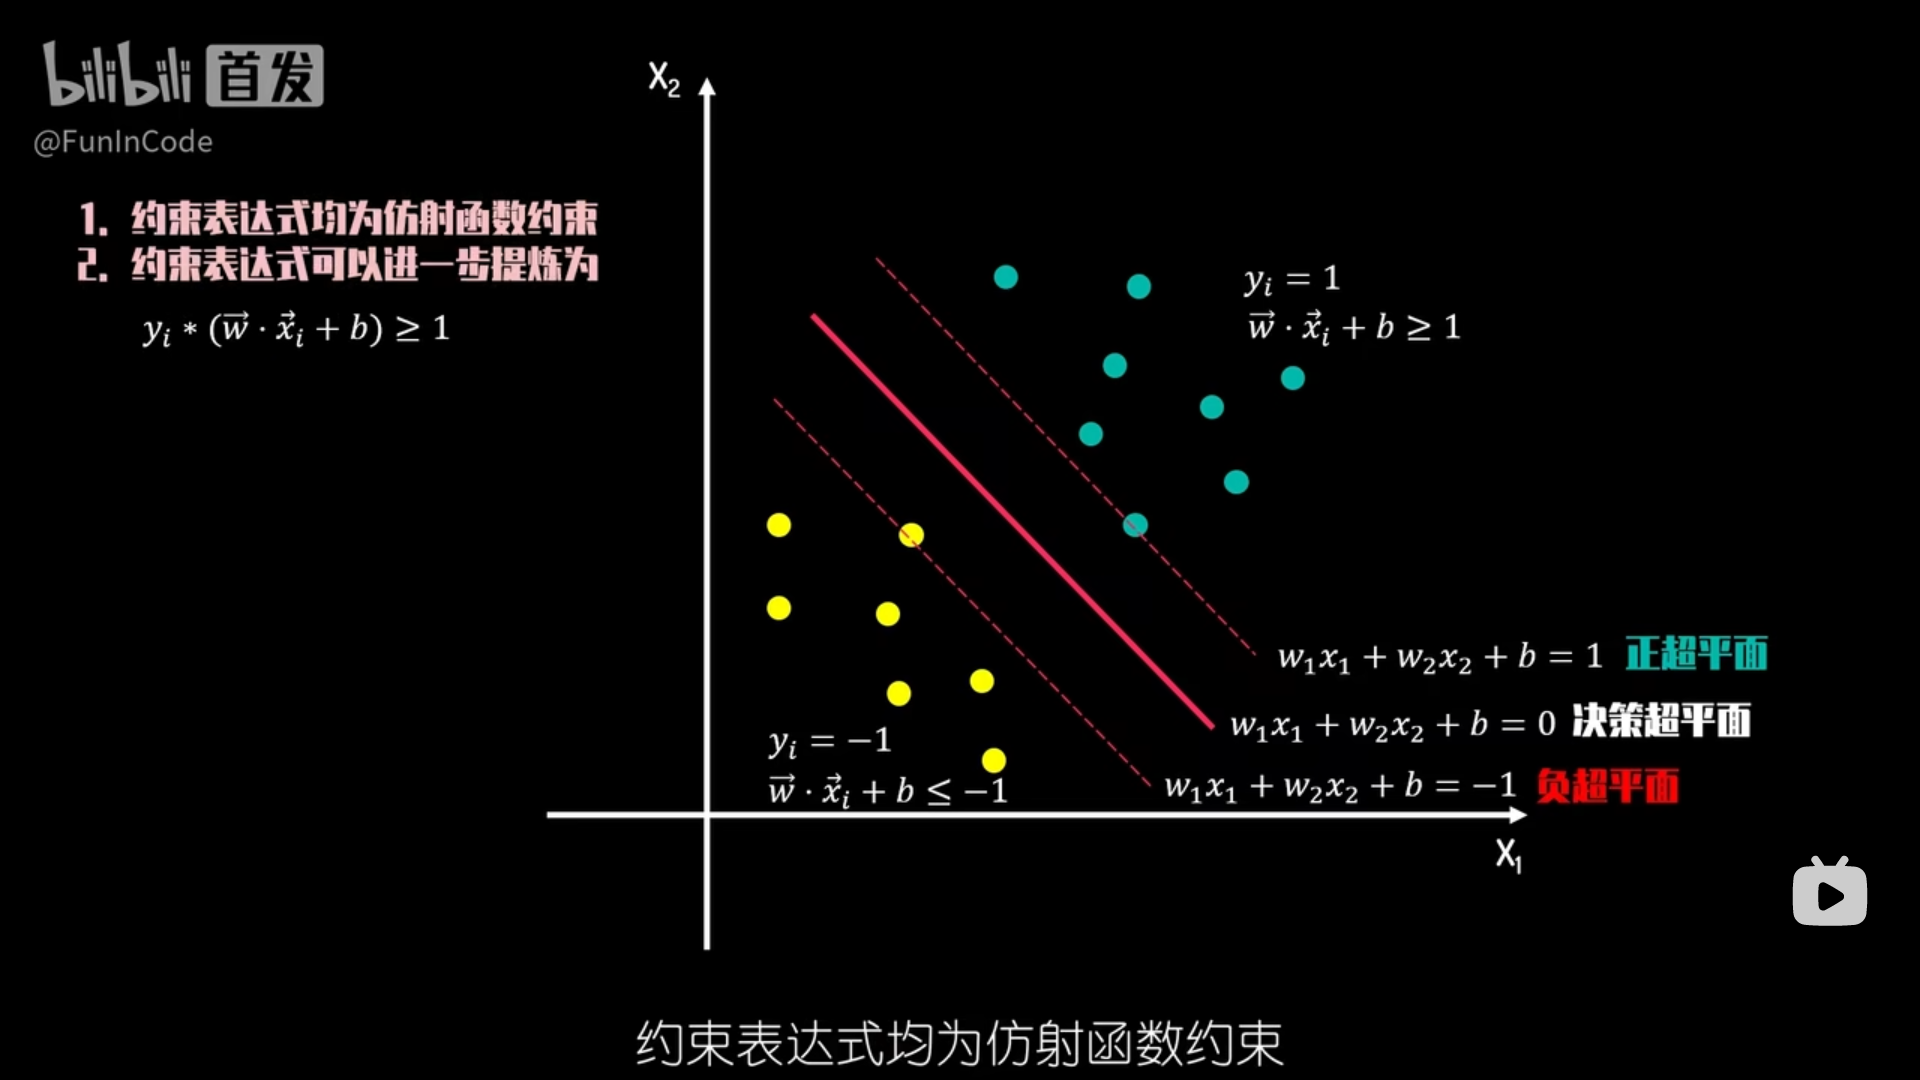 bilibili 首发
@FunInCode
1. 约束表达式均为仿射函数约束
2. 约束表达式可以进一步提炼为
yᵢ ∗ (w⃗ · x⃗ᵢ + b) ≥ 1
X₂
yᵢ = 1
w⃗ · x⃗ᵢ + b ≥ 1
w₁x₁ + w₂x₂ + b = 1 正超平面
w₁x₁ + w₂x₂ + b = 0 决策超平面
yᵢ = −1
w⃗ · x⃗ᵢ + b ≤ −1
w₁x₁ + w₂x₂ + b = −1 负超平面
X₁
约束表达式均为仿射函数约束